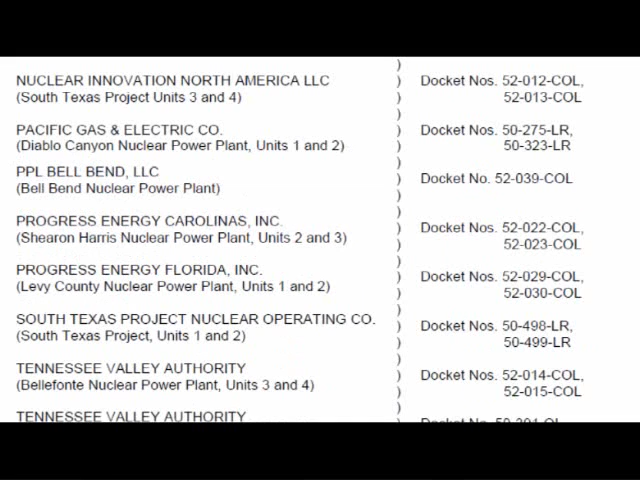 NUCLEAR INNOVATION NORTH AMERICA LLC ) Docket Nos. 52-012-COL,
(South Texas Project Units 3 and 4) ) 52-013-COL
PACIFIC GAS & ELECTRIC CO. ) Docket Nos. 50-275-LR,
(Diablo Canyon Nuclear Power Plant, Units 1 and 2) ) 50-323-LR
PPL BELL BEND, LLC ) Docket No. 52-039-COL
(Bell Bend Nuclear Power Plant) )
PROGRESS ENERGY CAROLINAS, INC. ) Docket Nos. 52-022-COL,
(Shearon Harris Nuclear Power Plant, Units 2 and 3) ) 52-023-COL
PROGRESS ENERGY FLORIDA, INC. ) Docket Nos. 52-029-COL,
(Levy County Nuclear Power Plant, Units 1 and 2) ) 52-030-COL
SOUTH TEXAS PROJECT NUCLEAR OPERATING CO. ) Docket Nos. 50-498-LR,
(South Texas Project, Units 1 and 2) ) 50-499-LR
TENNESSEE VALLEY AUTHORITY ) Docket Nos. 52-014-COL,
(Bellefonte Nuclear Power Plant, Units 3 and 4) ) 52-015-COL
TENNESSEE VALLEY AUTHORITY )